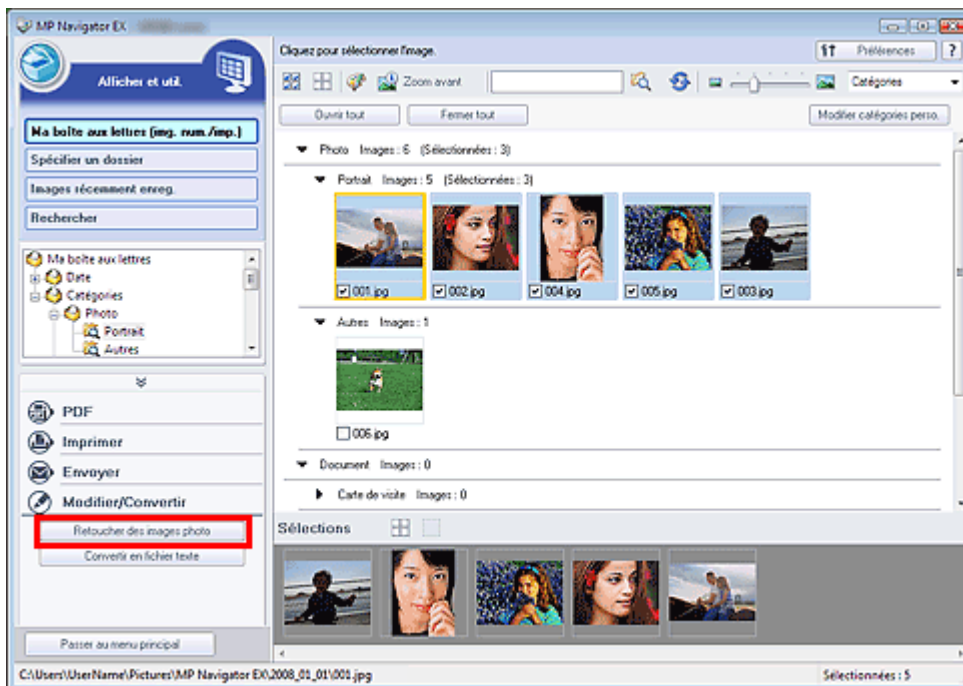 MP Navigator EX
Cliquez pour sélectionner l'image.
Préférences
?
Afficher et util.
Zoom avant
Catégories
Ouvrir tout
Fermer tout
Modifier catégories perso.
Ma boîte aux lettres (img. num./imp.)
Spécifier un dossier
Images récemment enreg.
Rechercher
Ma boîte aux lettres
Date
Catégories
Photo
Portrait
Autres
Photo Images : 6 (Sélectionnées : 3)
Portrait Images : 5 (Sélectionnées : 3)
001.jpg
002.jpg
004.jpg
005.jpg
003.jpg
Autres Images : 1
006.jpg
Document Images : 0
Carte de visite Images : 0
PDF
Imprimer
Envoyer
Modifier/Convertir
Retoucher des images photo
Convertir en fichier texte
Sélections
Passer au menu principal
C:\Users\UserName\Pictures\MP Navigator EX\2008_01_01\001.jpg
Sélectionnées : 5